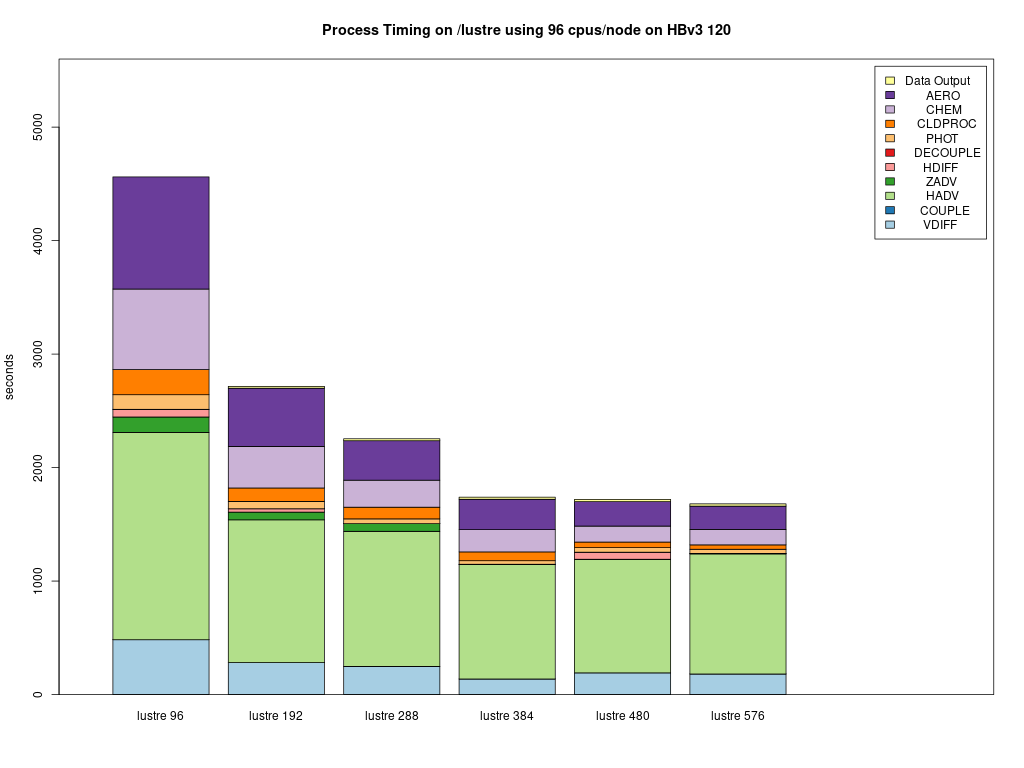 Process Timing on /lustre using 96 cpus/node on HBv3 120
Data Output
AERO
CHEM
CLDPROC
PHOT
DECOUPLE
HDIFF
ZADV
HADV
COUPLE
VDIFF
seconds
5000
4000
3000
2000
1000
0
lustre 96 lustre 192 lustre 288 lustre 384 lustre 480 lustre 576